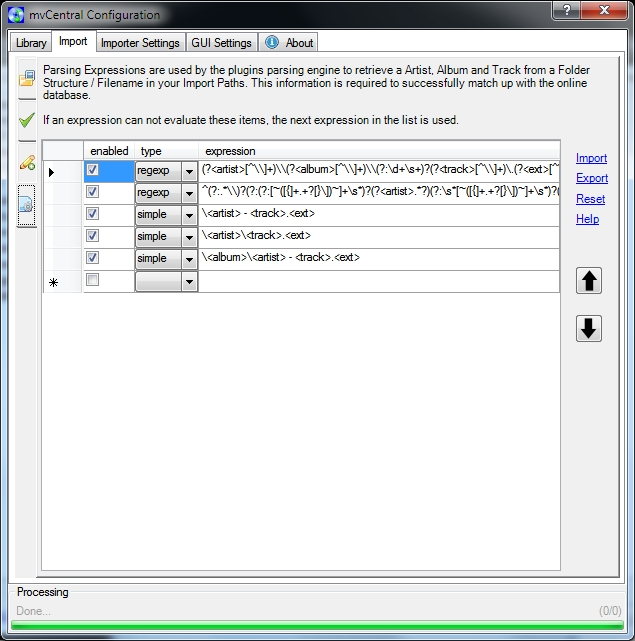 mvCentral Configuration
Library Import Importer Settings GUI Settings About
Parsing Expressions are used by the plugins parsing engine to retrieve a Artist, Album and Track from a Folder
Structure / Filename in your Import Paths. This information is required to successfully match up with the online
database.
If an expression can not evaluate these items, the next expression in the list is used.
enabled type expression
regexp (?<artist>[^\\]+)\\(?<album>[^\\]+)\\(?:\d+\s+)?(?<track>[^\\]+)\.(?<ext>[^
regexp ^(?:.*\\)?(?:(?:[~([{]+.+?[}\])~]+\s*)?(?<artist>.*?)(?:\s*[~([{]+.+?[}\])~]+\s*)?(
simple \<artist> - <track>.<ext>
simple \<artist>\<track>.<ext>
simple \<album>\<artist> - <track>.<ext>
Import
Export
Reset
Help
Processing
Done... (0/0)